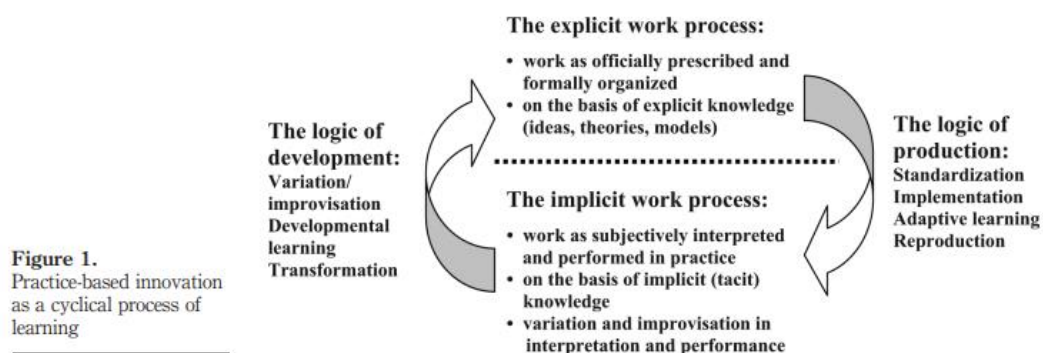 The explicit work process:
• work as officially prescribed and
formally organized
• on the basis of explicit knowledge
(ideas, theories, models)
The logic of
development:
Variation/
improvisation
Developmental
learning
Transformation
The logic of
production:
Standardization
Implementation
Adaptive learning
Reproduction
The implicit work process:
• work as subjectively interpreted
and performed in practice
• on the basis of implicit (tacit)
knowledge
• variation and improvisation in
interpretation and performance
Figure 1.
Practice-based innovation
as a cyclical process of
learning